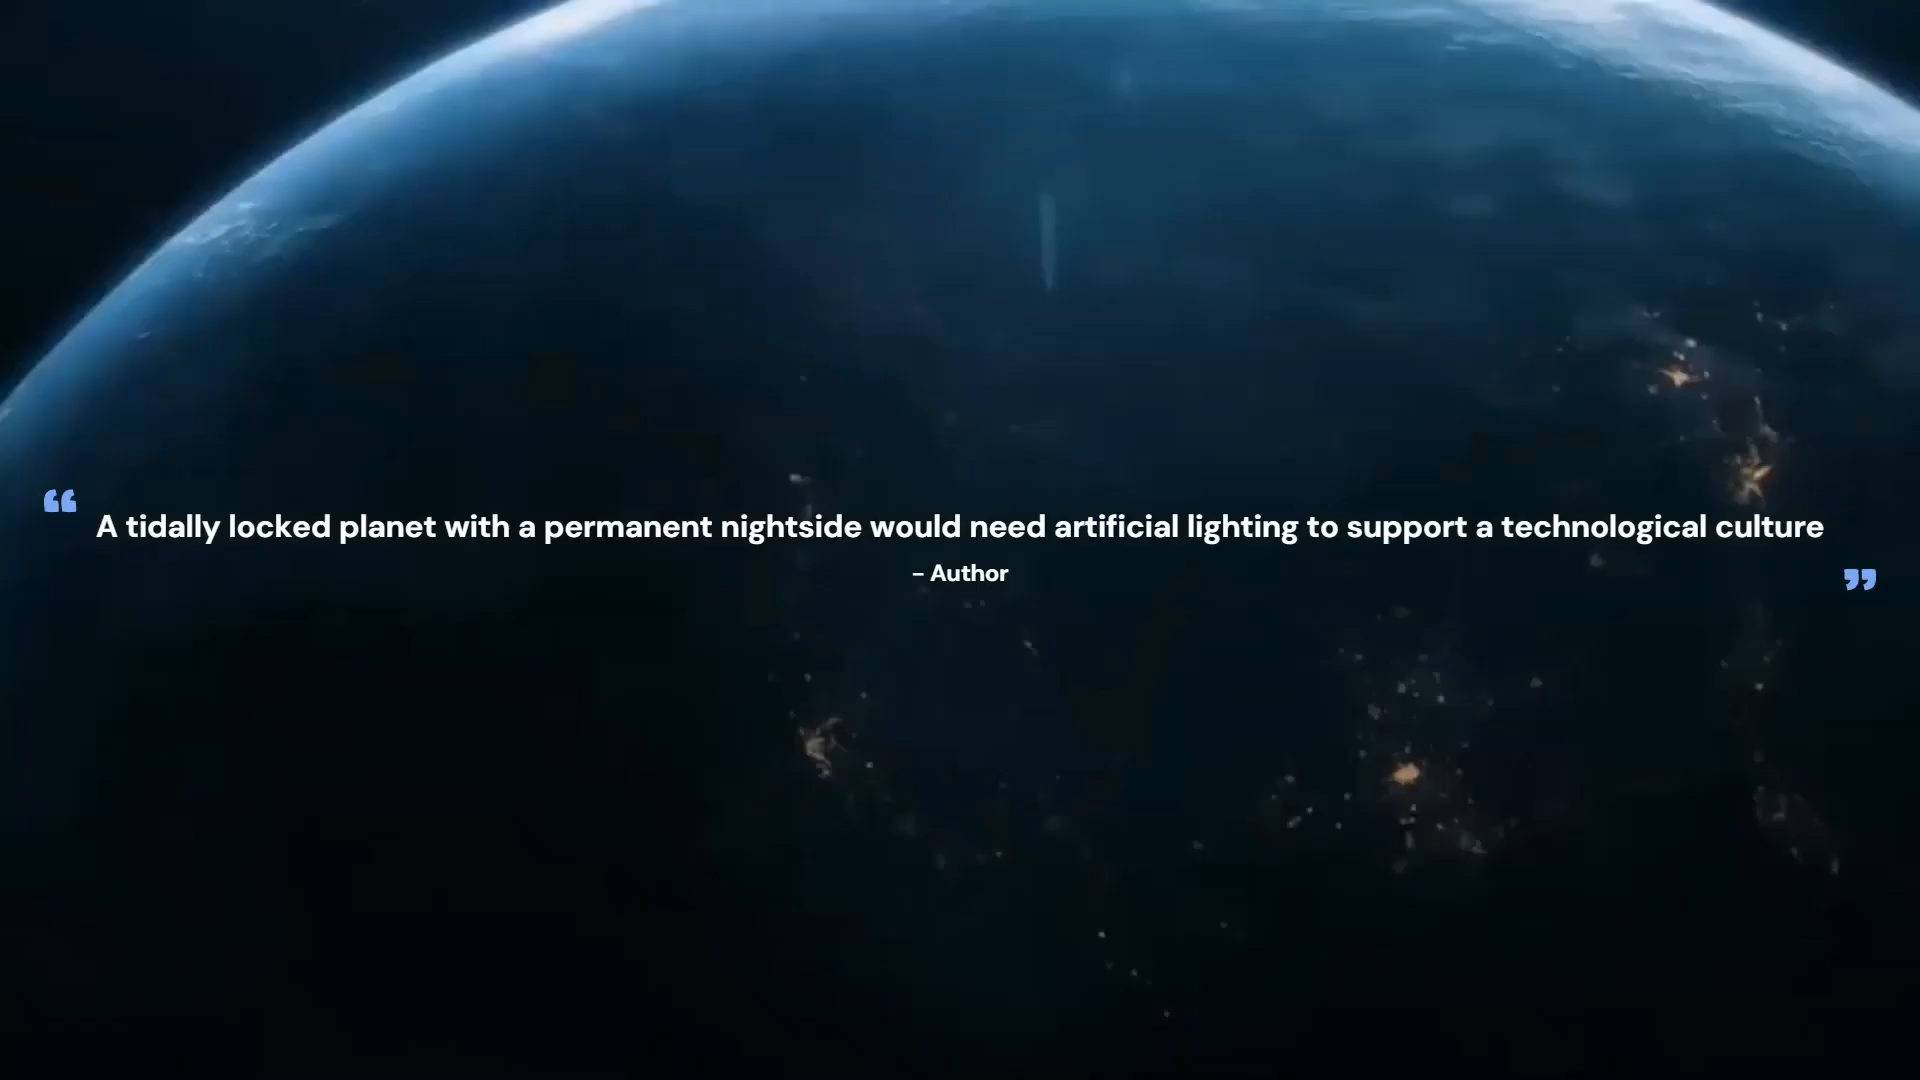 “ A tidally locked planet with a permanent nightside would need artificial lighting to support a technological culture
– Author ”